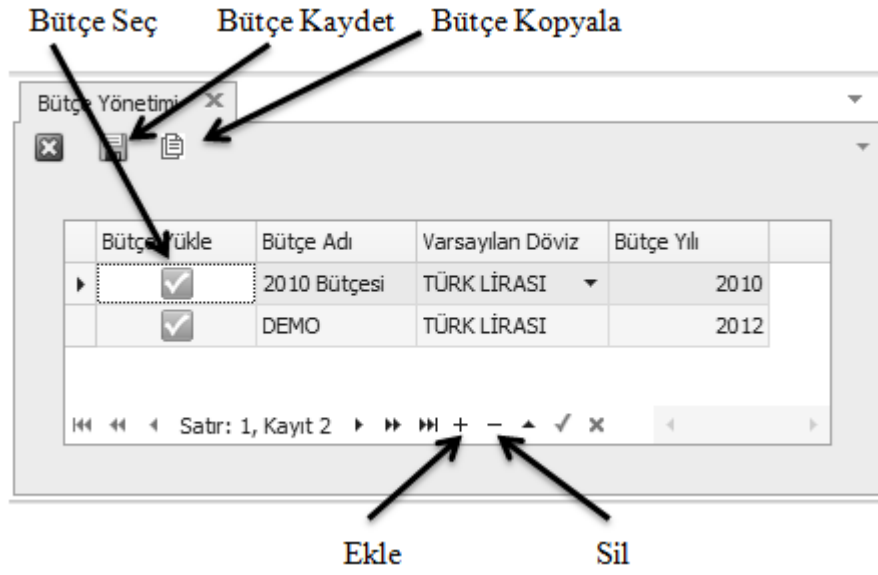 Bütçe Seç Bütçe Kaydet Bütçe Kopyala
Bütçe Yönetimi
Bütçe Yükle Bütçe Adı Varsayılan Döviz Bütçe Yılı
2010 Bütçesi TÜRK LİRASI 2010
DEMO TÜRK LİRASI 2012
Satır: 1, Kayıt 2
Ekle Sil